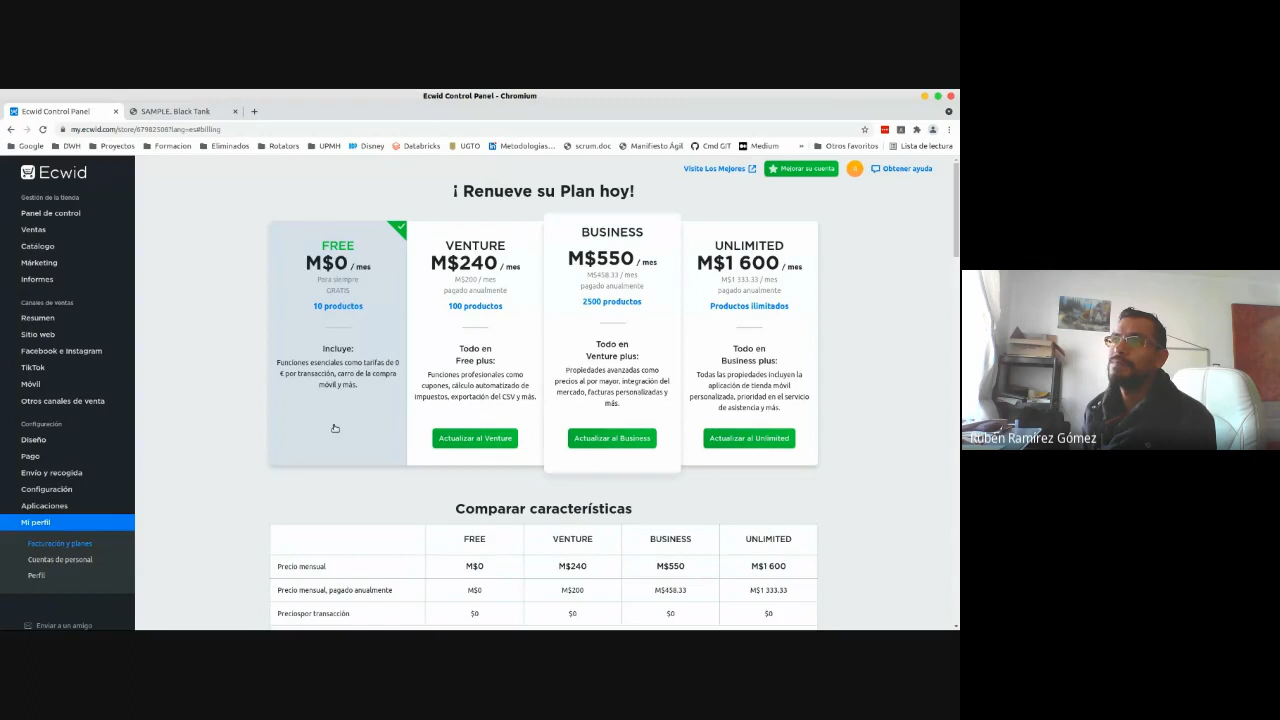 Ecwid Control Panel - Chromium
Ecwid Control Panel
SAMPLE. Black Tank
my.ecwid.com/store/67982508?lang=es#billing
Google DWH Proyectos Formacion Eliminados Rotators UPMH Disney Databricks UGTO Metodologías... scrum.doc Manifiesto Ágil Cmd GIT Medium » Otros favoritos Lista de lectura
Ecwid
Gestión de la tienda
Panel de control
Ventas
Catálogo
Márketing
Informes
Canales de ventas
Resumen
Sitio web
Facebook e Instagram
TikTok
Móvil
Otros canales de venta
Configuración
Diseño
Pago
Envío y recogida
Configuración
Aplicaciones
Mi perfil
Facturación y planes
Cuentas de personal
Perfil
Enviar a un amigo
Visite Los Mejores
Mejorar su cuenta
Obtener ayuda
¡ Renueve su Plan hoy!
FREE
M$0 / mes
Para siempre
GRATIS
10 productos
Incluye:
Funciones esenciales como tarifas de 0
€ por transacción, carro de la compra
móvil y más.
VENTURE
M$240 / mes
M$200 / mes
pagado anualmente
100 productos
Todo en
Free plus:
Funciones profesionales como
cupones, cálculo automatizado de
impuestos, exportación del CSV y más.
Actualizar al Venture
BUSINESS
M$550 / mes
M$458.33 / mes
pagado anualmente
2500 productos
Todo en
Venture plus:
Propiedades avanzadas como
precios al por mayor, integración del
mercado, facturas personalizadas y
más.
Actualizar al Business
UNLIMITED
M$1 600 / mes
M$1 333.33 / mes
pagado anualmente
Productos ilimitados
Todo en
Business plus:
Todas las propiedades incluyen la
aplicación de tienda móvil
personalizada, prioridad en el servicio
de asistencia y más.
Actualizar al Unlimited
Comparar características
FREE VENTURE BUSINESS UNLIMITED
Precio mensual M$0 M$240 M$550 M$1 600
Precio mensual, pagado anualmente M$0 M$200 M$458.33 M$1 333.33
Preciospor transacción $0 $0 $0 $0
Rubén Ramírez Gómez